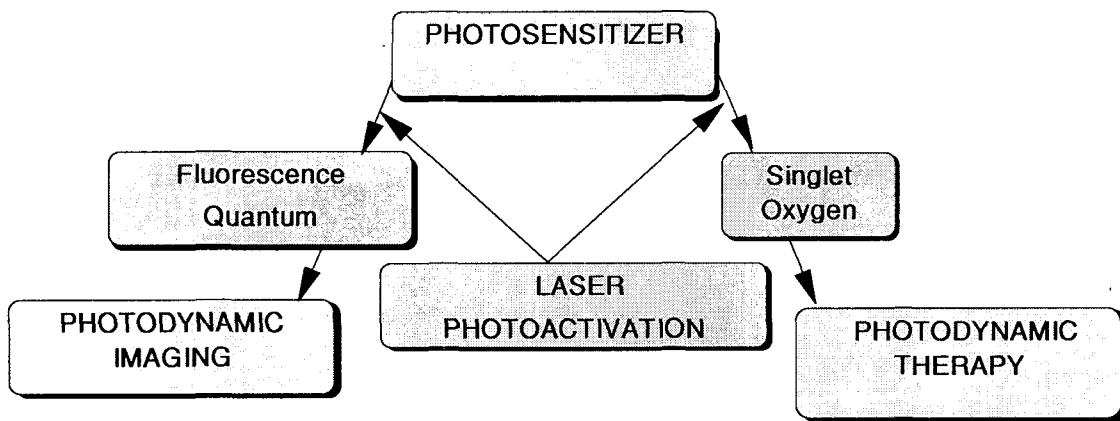 PHOTOSENSITIZER
Fluorescence
Quantum
Singlet
Oxygen
LASER
PHOTOACTIVATION
PHOTODYNAMIC
IMAGING
PHOTODYNAMIC
THERAPY